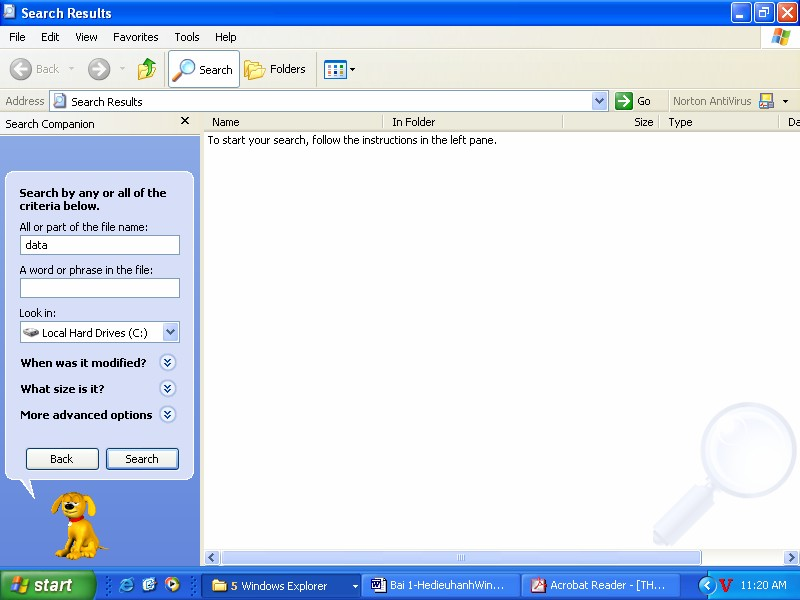 Search Results
File Edit View Favorites Tools Help
Back Search Folders
Address Search Results Go Norton AntiVirus
Search Companion
Name In Folder Size Type Da
To start your search, follow the instructions in the left pane.
Search by any or all of the
criteria below.
All or part of the file name:
data
A word or phrase in the file:
Look in:
Local Hard Drives (C:)
When was it modified?
What size is it?
More advanced options
Back Search
start 5 Windows Explorer Bai 1-HedieuhanhWin... Acrobat Reader - [TH... V 11:20 AM